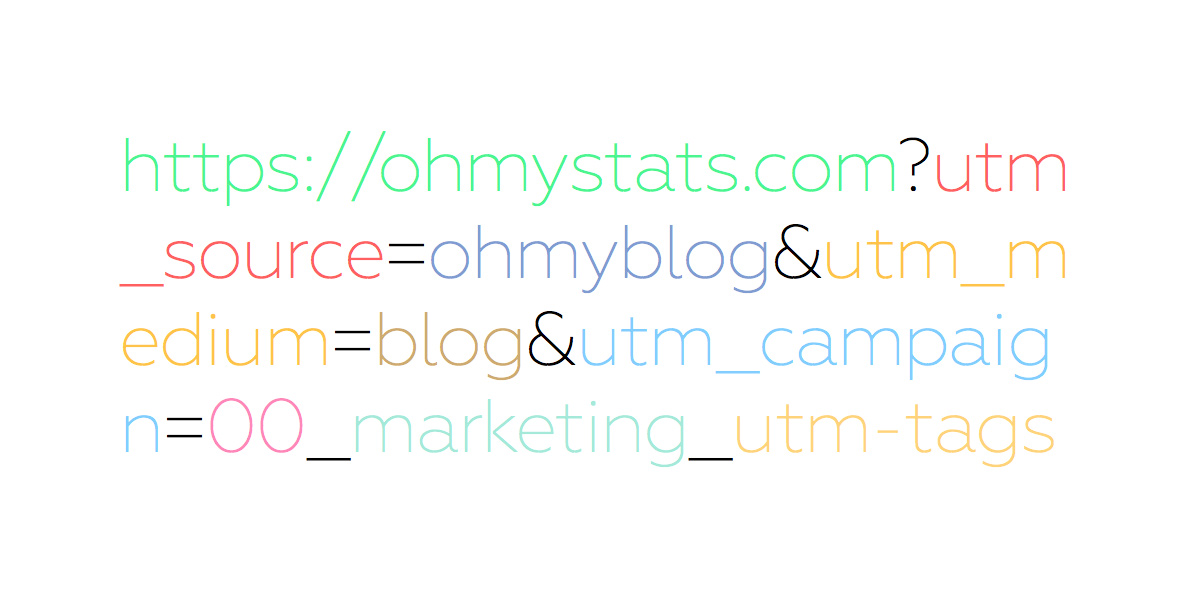 https://ohmystats.com?utm
_source=ohmyblog&utm_m
edium=blog&utm_campaig
n=00_marketing_utm-tags